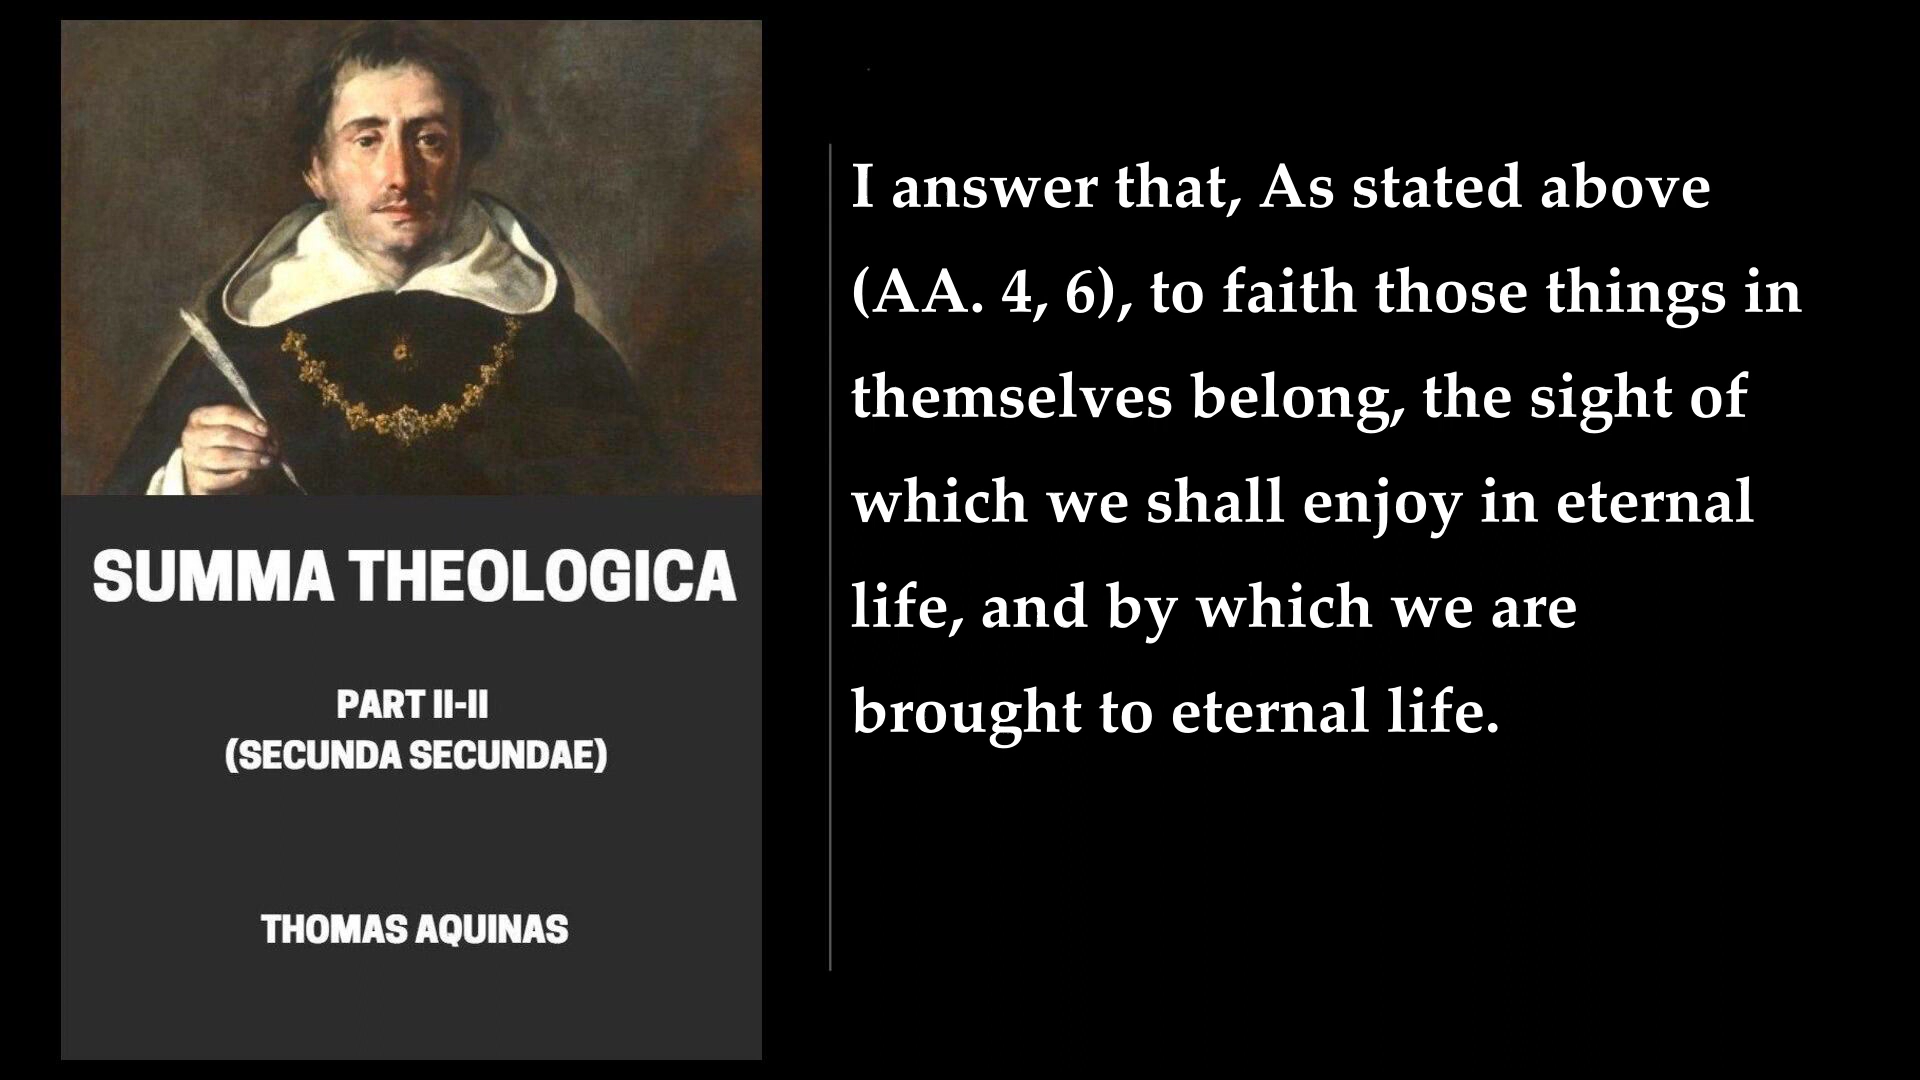 SUMMA THEOLOGICA
PART II-II
(SECUNDA SECUNDAE)
THOMAS AQUINAS
I answer that, As stated above
(AA. 4, 6), to faith those things in
themselves belong, the sight of
which we shall enjoy in eternal
life, and by which we are
brought to eternal life.